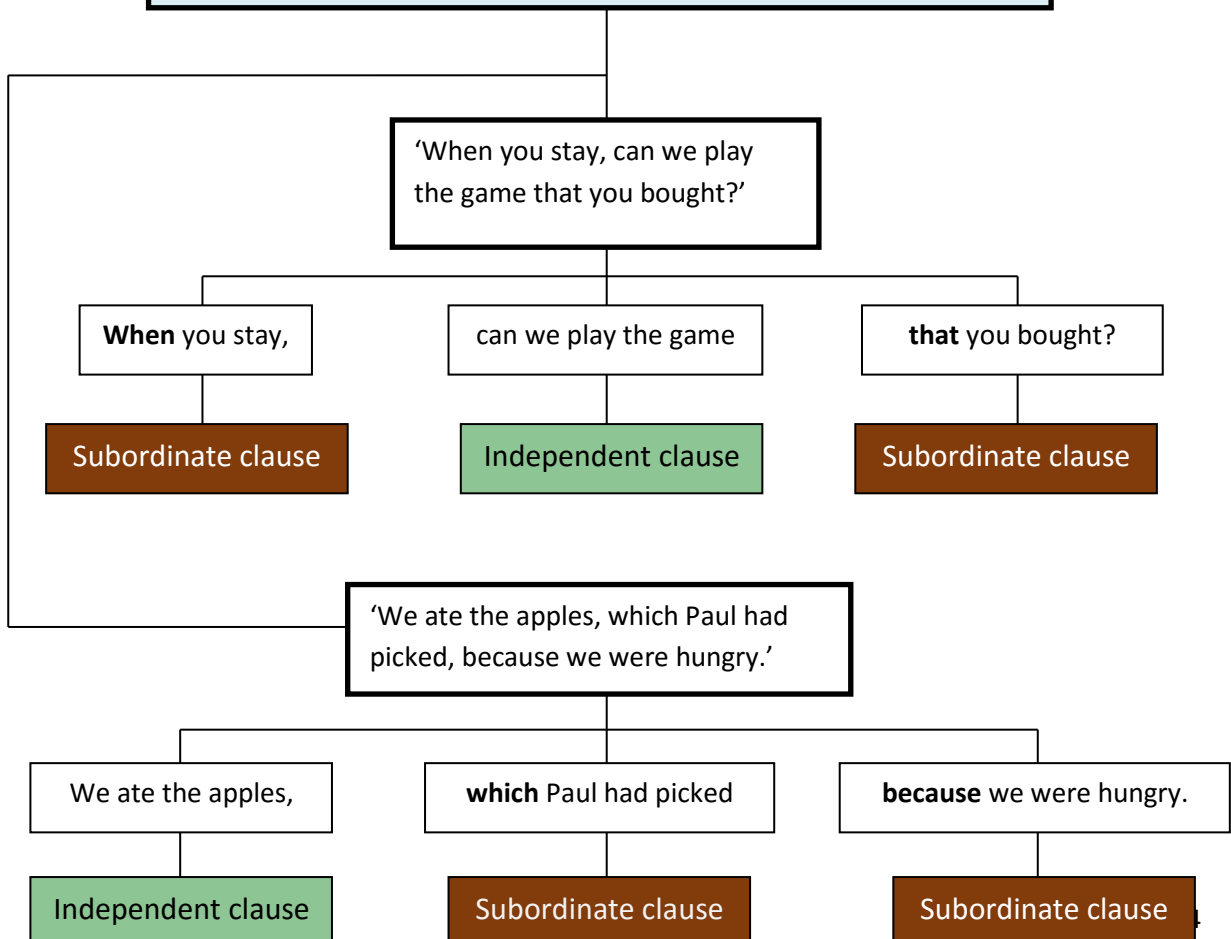 ‘When you stay, can we play
the game that you bought?’
When you stay,
can we play the game
that you bought?
Subordinate clause
Independent clause
Subordinate clause
‘We ate the apples, which Paul had
picked, because we were hungry.’
We ate the apples,
which Paul had picked
because we were hungry.
Independent clause
Subordinate clause
Subordinate clause